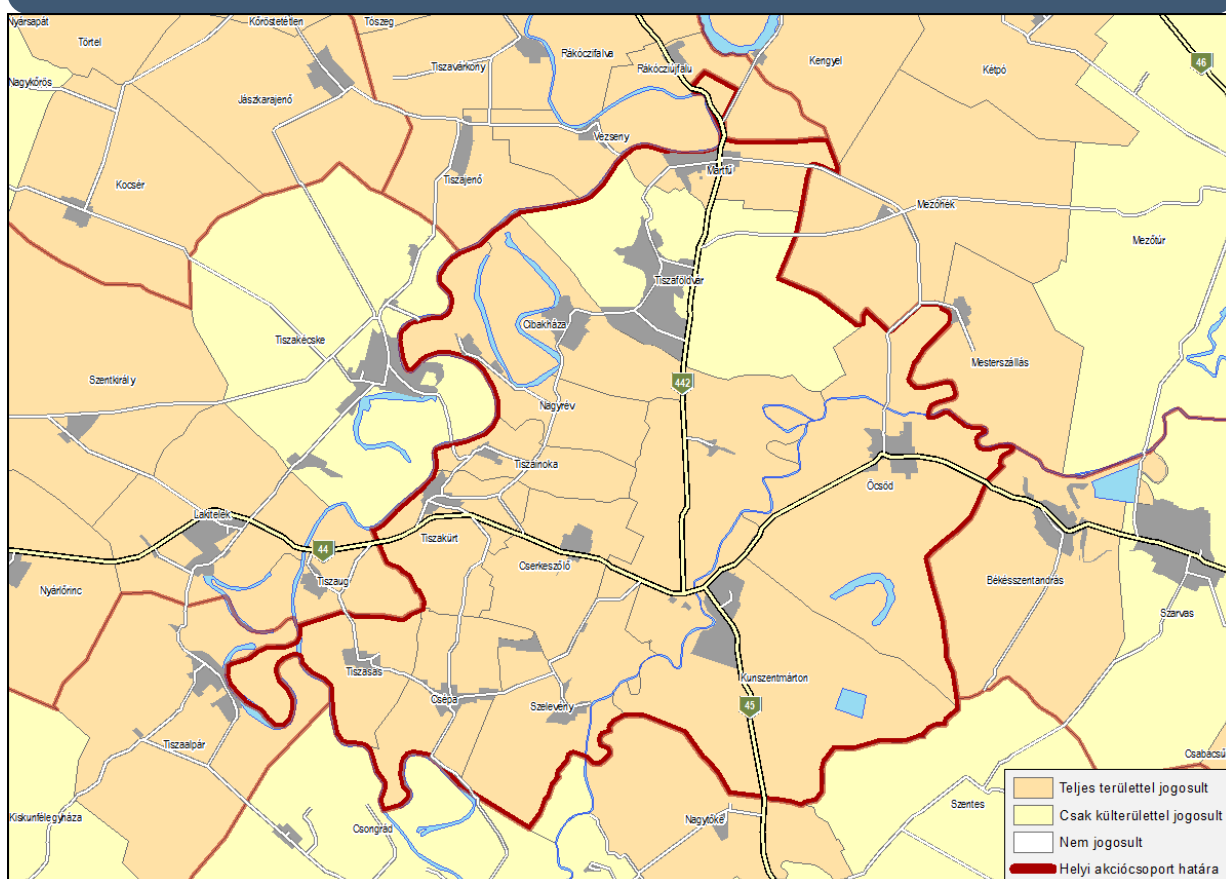 Nyársapát
Kőröstetétlen
Tószeg
Törtel
Rákóczifalva
Tiszavárkony
Rákócziújfalu
Kengyel
Kétpó
46
Nagykőrös
Jászkarajenő
Vezseny
Martfű
Tiszajenő
Kocsér
Mezőhék
Mezőtúr
Tiszaföldvár
Cibakháza
Tiszakécske
Mesterszállás
Szentkirály
442
Nagyrév
Tiszainoka
Öcsöd
Lakitelek
Tiszakürt
44
Cserkeszőlő
Tiszaug
Békésszentandrás
Nyárlőrinc
Szarvas
Tiszasas
Kunszentmárton
Csépa
Szelevény
45
Tiszaalpár
Csabacsű
Kiskunfélegyháza
Csongrád
Nagytőke
Szentes
Teljes területtel jogosult
Csak külterülettel jogosult
Nem jogosult
Helyi akciócsoport határa